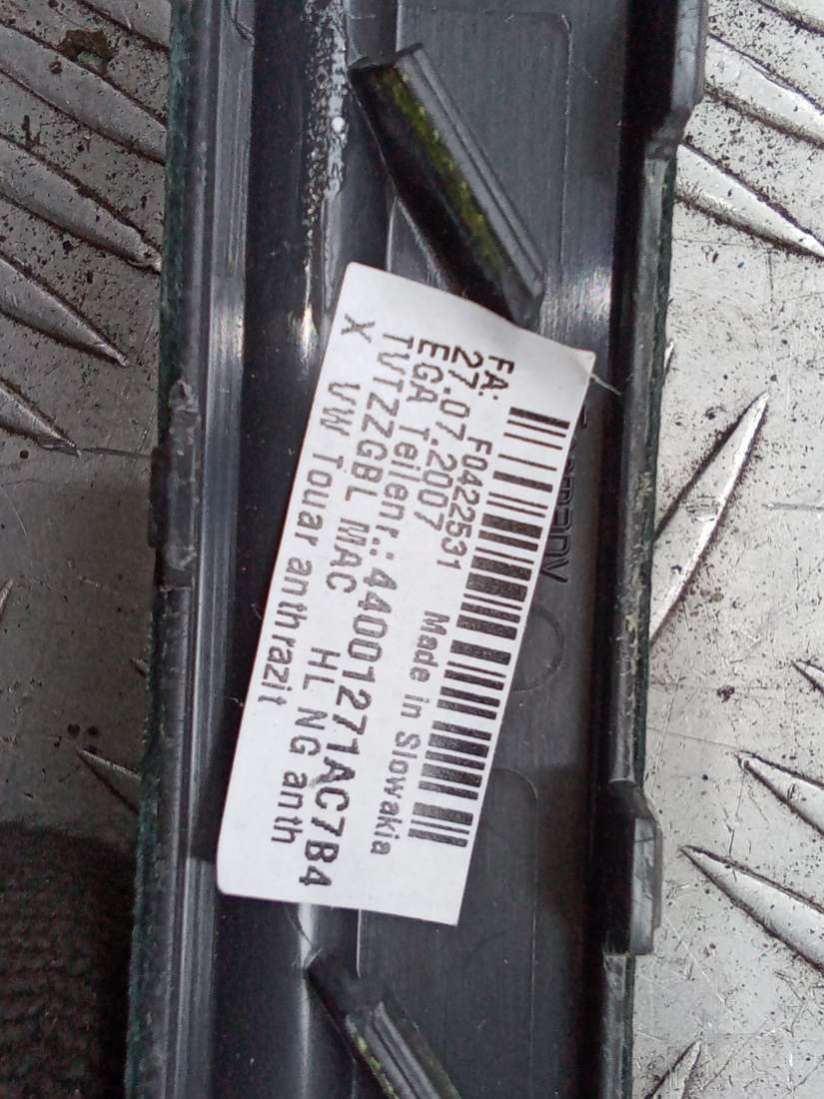 FA: F0422531
27.07.2007 Made in Slowakia
EGA Teilenr.:44001271AC7B4
TVTZZGBL MAC HL NG anth
X VW Touar anthrazit
Germany